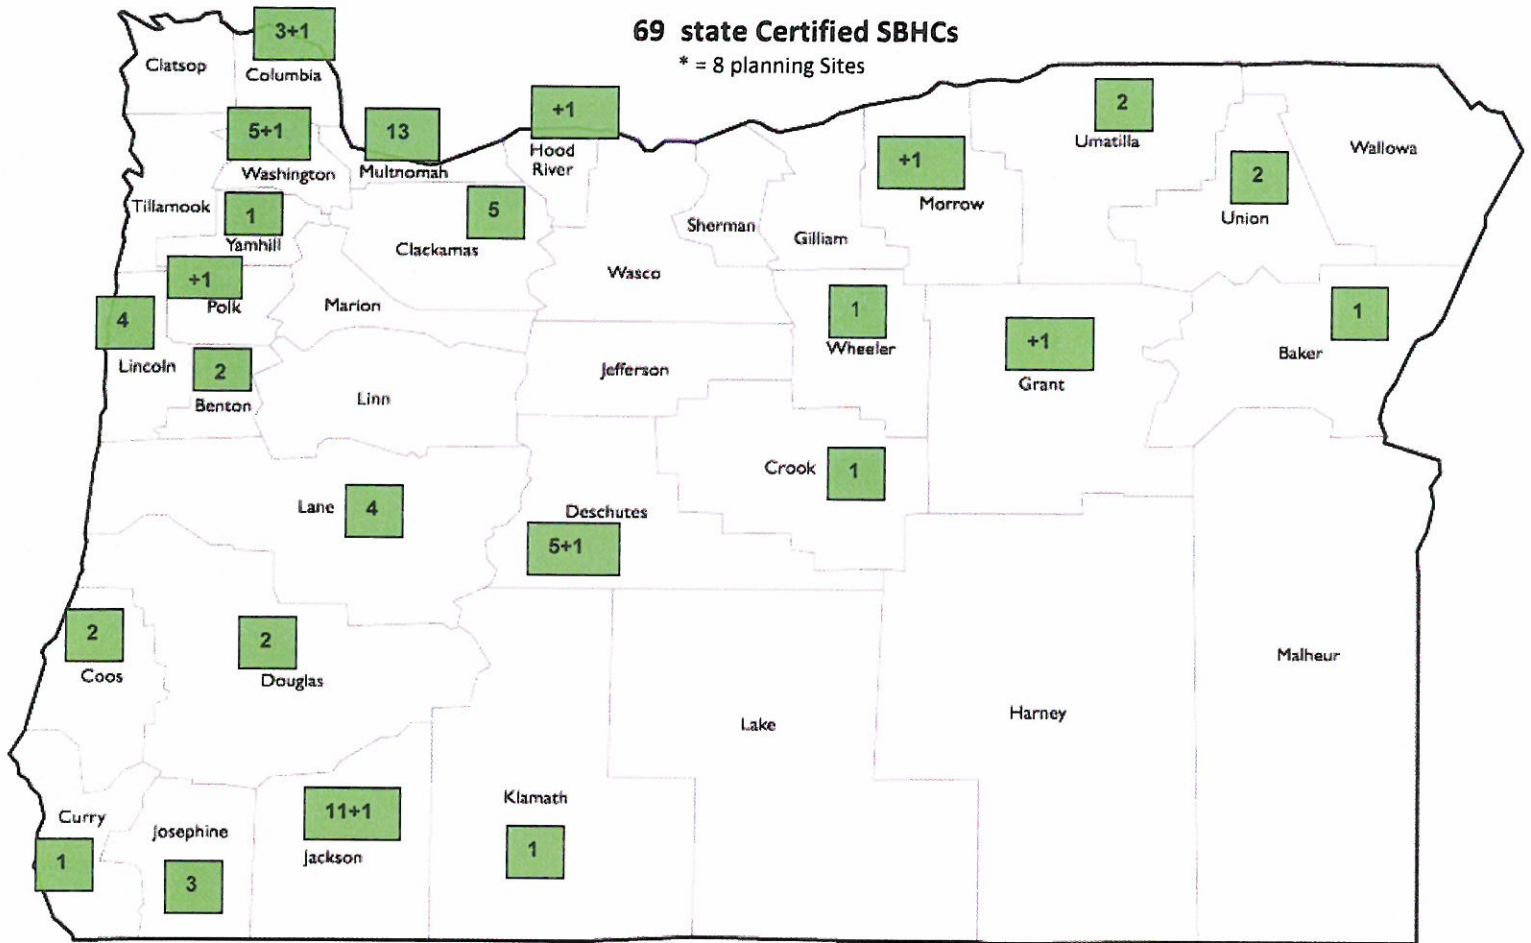 69 state Certified SBHCs
* = 8 planning Sites
3+1
Clatsop
Columbia
5+1
Washington
13
Multnomah
+1
Hood
River
2
Umatilla
+1
Morrow
2
Union
Wallowa
Tillamook
1
Yamhill
5
Clackamas
Sherman
Gilliam
Wasco
+1
Polk
Marion
4
Lincoln
2
Benton
Linn
Jefferson
1
Wheeler
+1
Grant
1
Baker
Lane
4
Deschutes
5+1
Crook
1
2
Coos
2
Douglas
Lake
Harney
Malheur
Curry
1
Josephine
3
11+1
Jackson
Klamath
1